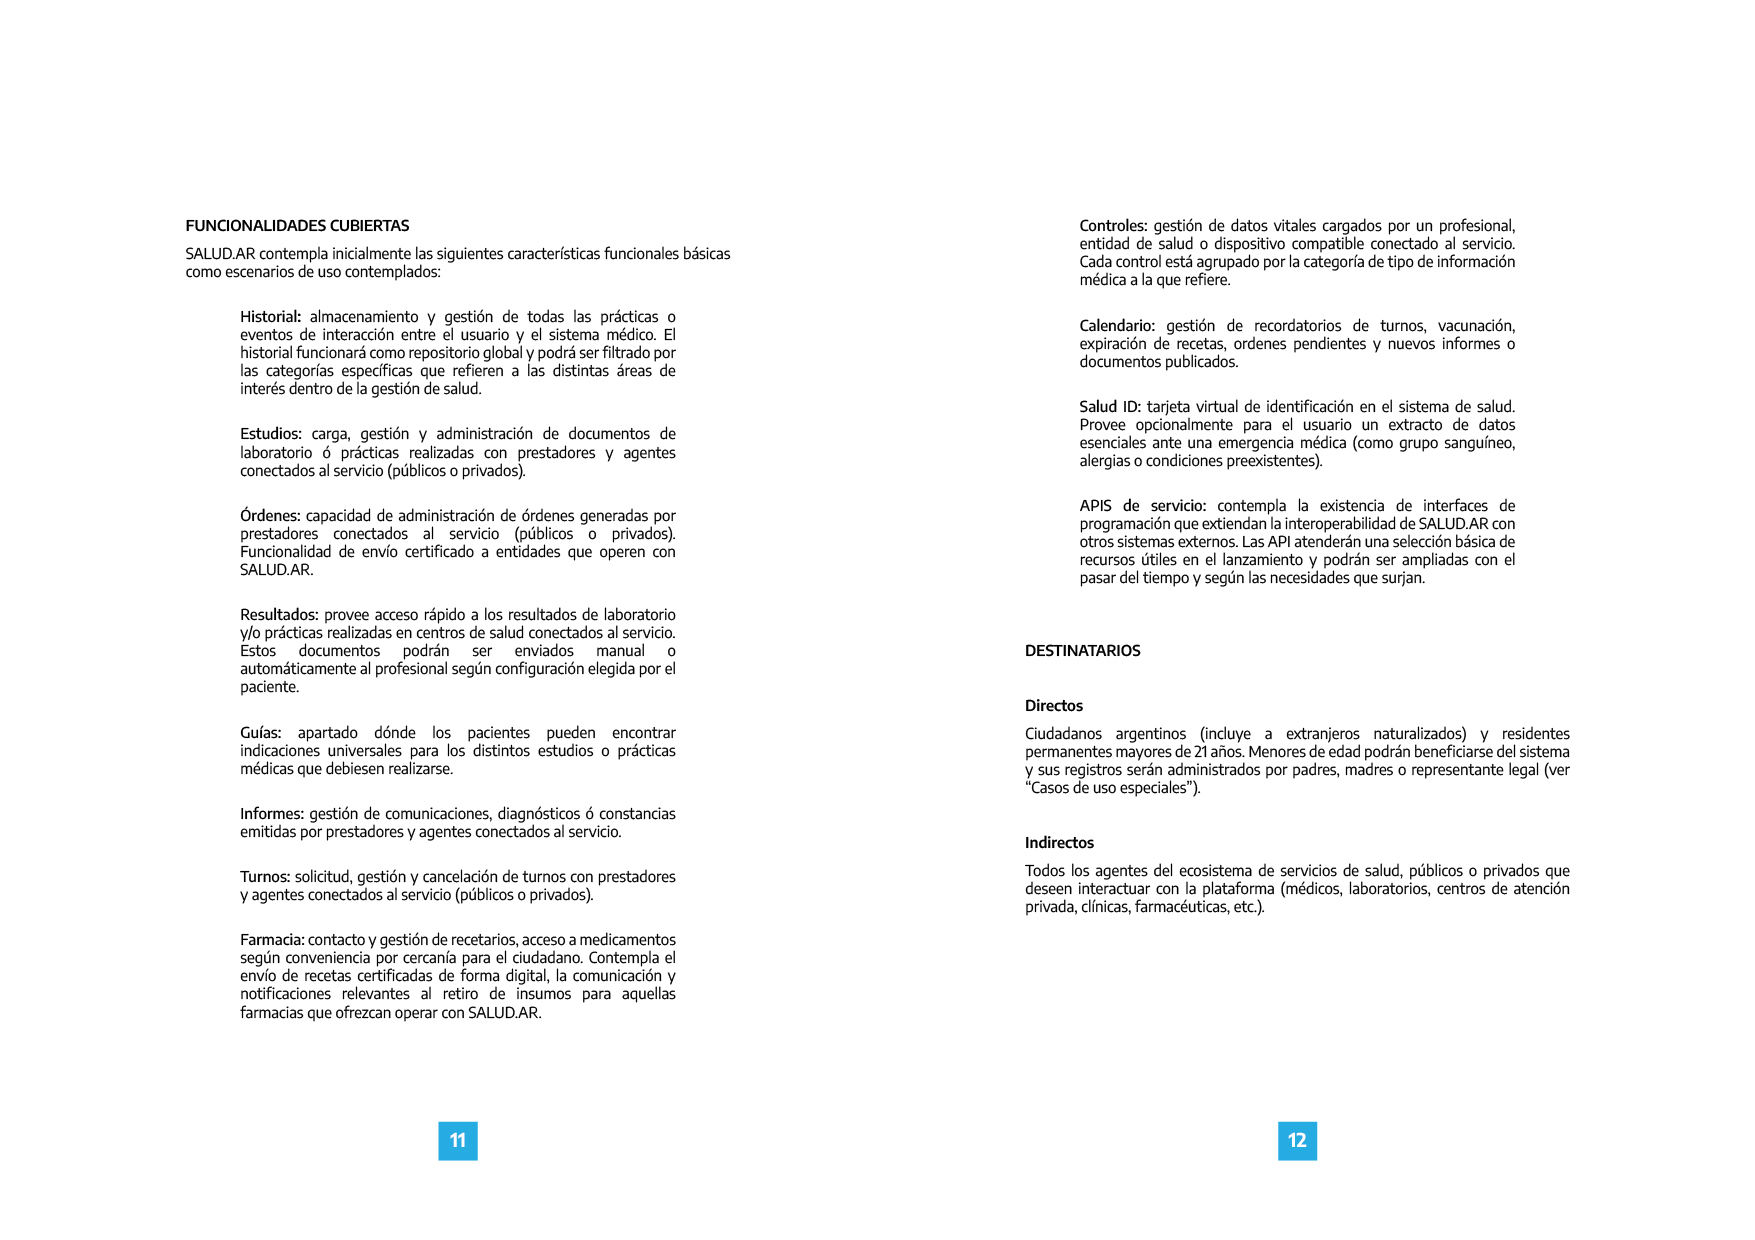 FUNCIONALIDADES CUBIERTAS
SALUD.AR contempla inicialmente las siguientes características funcionales básicas
como escenarios de uso contemplados:
Historial: almacenamiento y gestión de todas las prácticas o
eventos de interacción entre el usuario y el sistema médico. El
historial funcionará como repositorio global y podrá ser filtrado por
las categorías específicas que refieren a las distintas áreas de
interés dentro de la gestión de salud.
Estudios: carga, gestión y administración de documentos de
laboratorio ó prácticas realizadas con prestadores y agentes
conectados al servicio (públicos o privados).
Órdenes: capacidad de administración de órdenes generadas por
prestadores conectados al servicio (públicos o privados).
Funcionalidad de envío certificado a entidades que operen con
SALUD.AR.
Resultados: provee acceso rápido a los resultados de laboratorio
y/o prácticas realizadas en centros de salud conectados al servicio.
Estos documentos podrán ser enviados manual o
automáticamente al profesional según configuración elegida por el
paciente.
Guías: apartado dónde los pacientes pueden encontrar
indicaciones universales para los distintos estudios o prácticas
médicas que debiesen realizarse.
Informes: gestión de comunicaciones, diagnósticos ó constancias
emitidas por prestadores y agentes conectados al servicio.
Turnos: solicitud, gestión y cancelación de turnos con prestadores
y agentes conectados al servicio (públicos o privados).
Farmacia: contacto y gestión de recetarios, acceso a medicamentos
según conveniencia por cercanía para el ciudadano. Contempla el
envío de recetas certificadas de forma digital, la comunicación y
notificaciones relevantes al retiro de insumos para aquellas
farmacias que ofrezcan operar con SALUD.AR.
11
Controles: gestión de datos vitales cargados por un profesional,
entidad de salud o dispositivo compatible conectado al servicio.
Cada control está agrupado por la categoría de tipo de información
médica a la que refiere.
Calendario: gestión de recordatorios de turnos, vacunación,
expiración de recetas, ordenes pendientes y nuevos informes o
documentos publicados.
Salud ID: tarjeta virtual de identificación en el sistema de salud.
Provee opcionalmente para el usuario un extracto de datos
esenciales ante una emergencia médica (como grupo sanguíneo,
alergias o condiciones preexistentes).
APIS de servicio: contempla la existencia de interfaces de
programación que extiendan la interoperabilidad de SALUD.AR con
otros sistemas externos. Las API atenderán una selección básica de
recursos útiles en el lanzamiento y podrán ser ampliadas con el
pasar del tiempo y según las necesidades que surjan.
DESTINATARIOS
Directos
Ciudadanos argentinos (incluye a extranjeros naturalizados) y residentes
permanentes mayores de 21 años. Menores de edad podrán beneficiarse del sistema
y sus registros serán administrados por padres, madres o representante legal (ver
“Casos de uso especiales”).
Indirectos
Todos los agentes del ecosistema de servicios de salud, públicos o privados que
deseen interactuar con la plataforma (médicos, laboratorios, centros de atención
privada, clínicas, farmacéuticas, etc.).
12